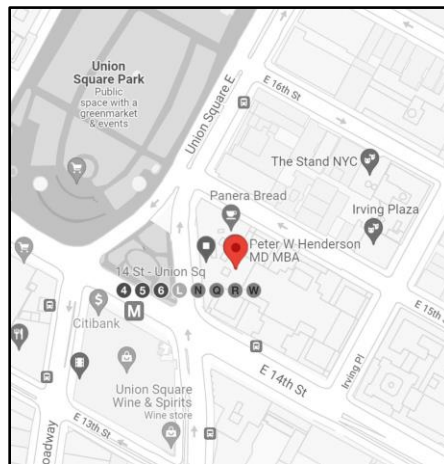 Union
Square Park
Public
space with a
greenmarket
& events
Union Square E
E 16th St
The Stand NYC
Panera Bread
Irving Plaza
Peter W Henderson
MD MBA
14 St - Union Sq
4 5 6 L N Q R W
M
$
Citibank
E 15th St
Irving Pl
E 14th St
Union Square
Wine & Spirits
Wine store
E 13th St
oadway